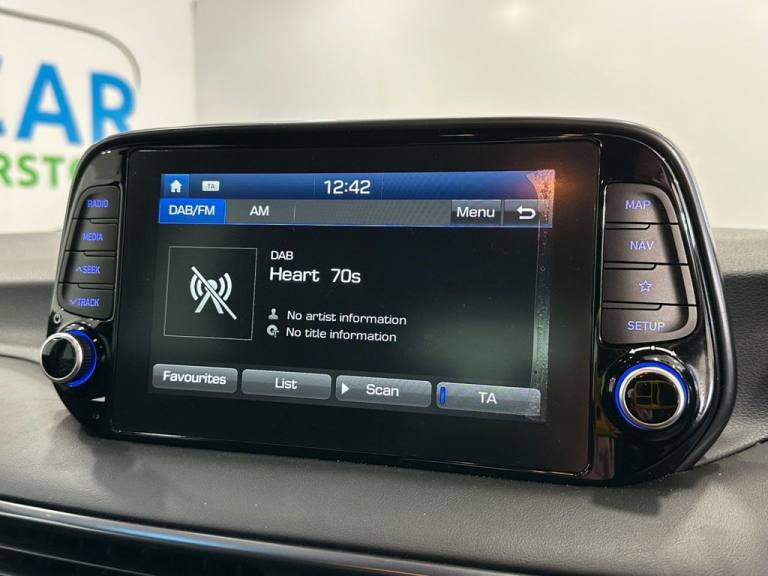 CAR
ERSTO
TA
12:42
DAB/FM
AM
Menu
DAB
Heart 70s
No artist information
No title information
Favourites
List
Scan
TA
RADIO
MEDIA
SEEK
TRACK
MAP
NAV
SETUP